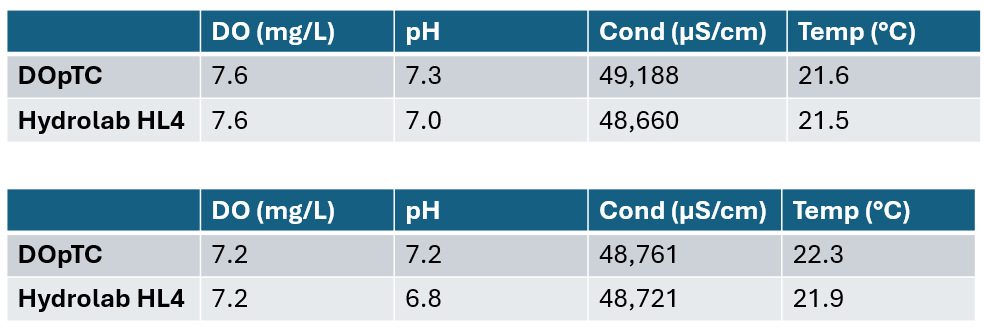 DO (mg/L) pH Cond (µS/cm) Temp (°C)
DOpTC 7.6 7.3 49,188 21.6
Hydrolab HL4 7.6 7.0 48,660 21.5
DO (mg/L) pH Cond (µS/cm) Temp (°C)
DOpTC 7.2 7.2 48,761 22.3
Hydrolab HL4 7.2 6.8 48,721 21.9